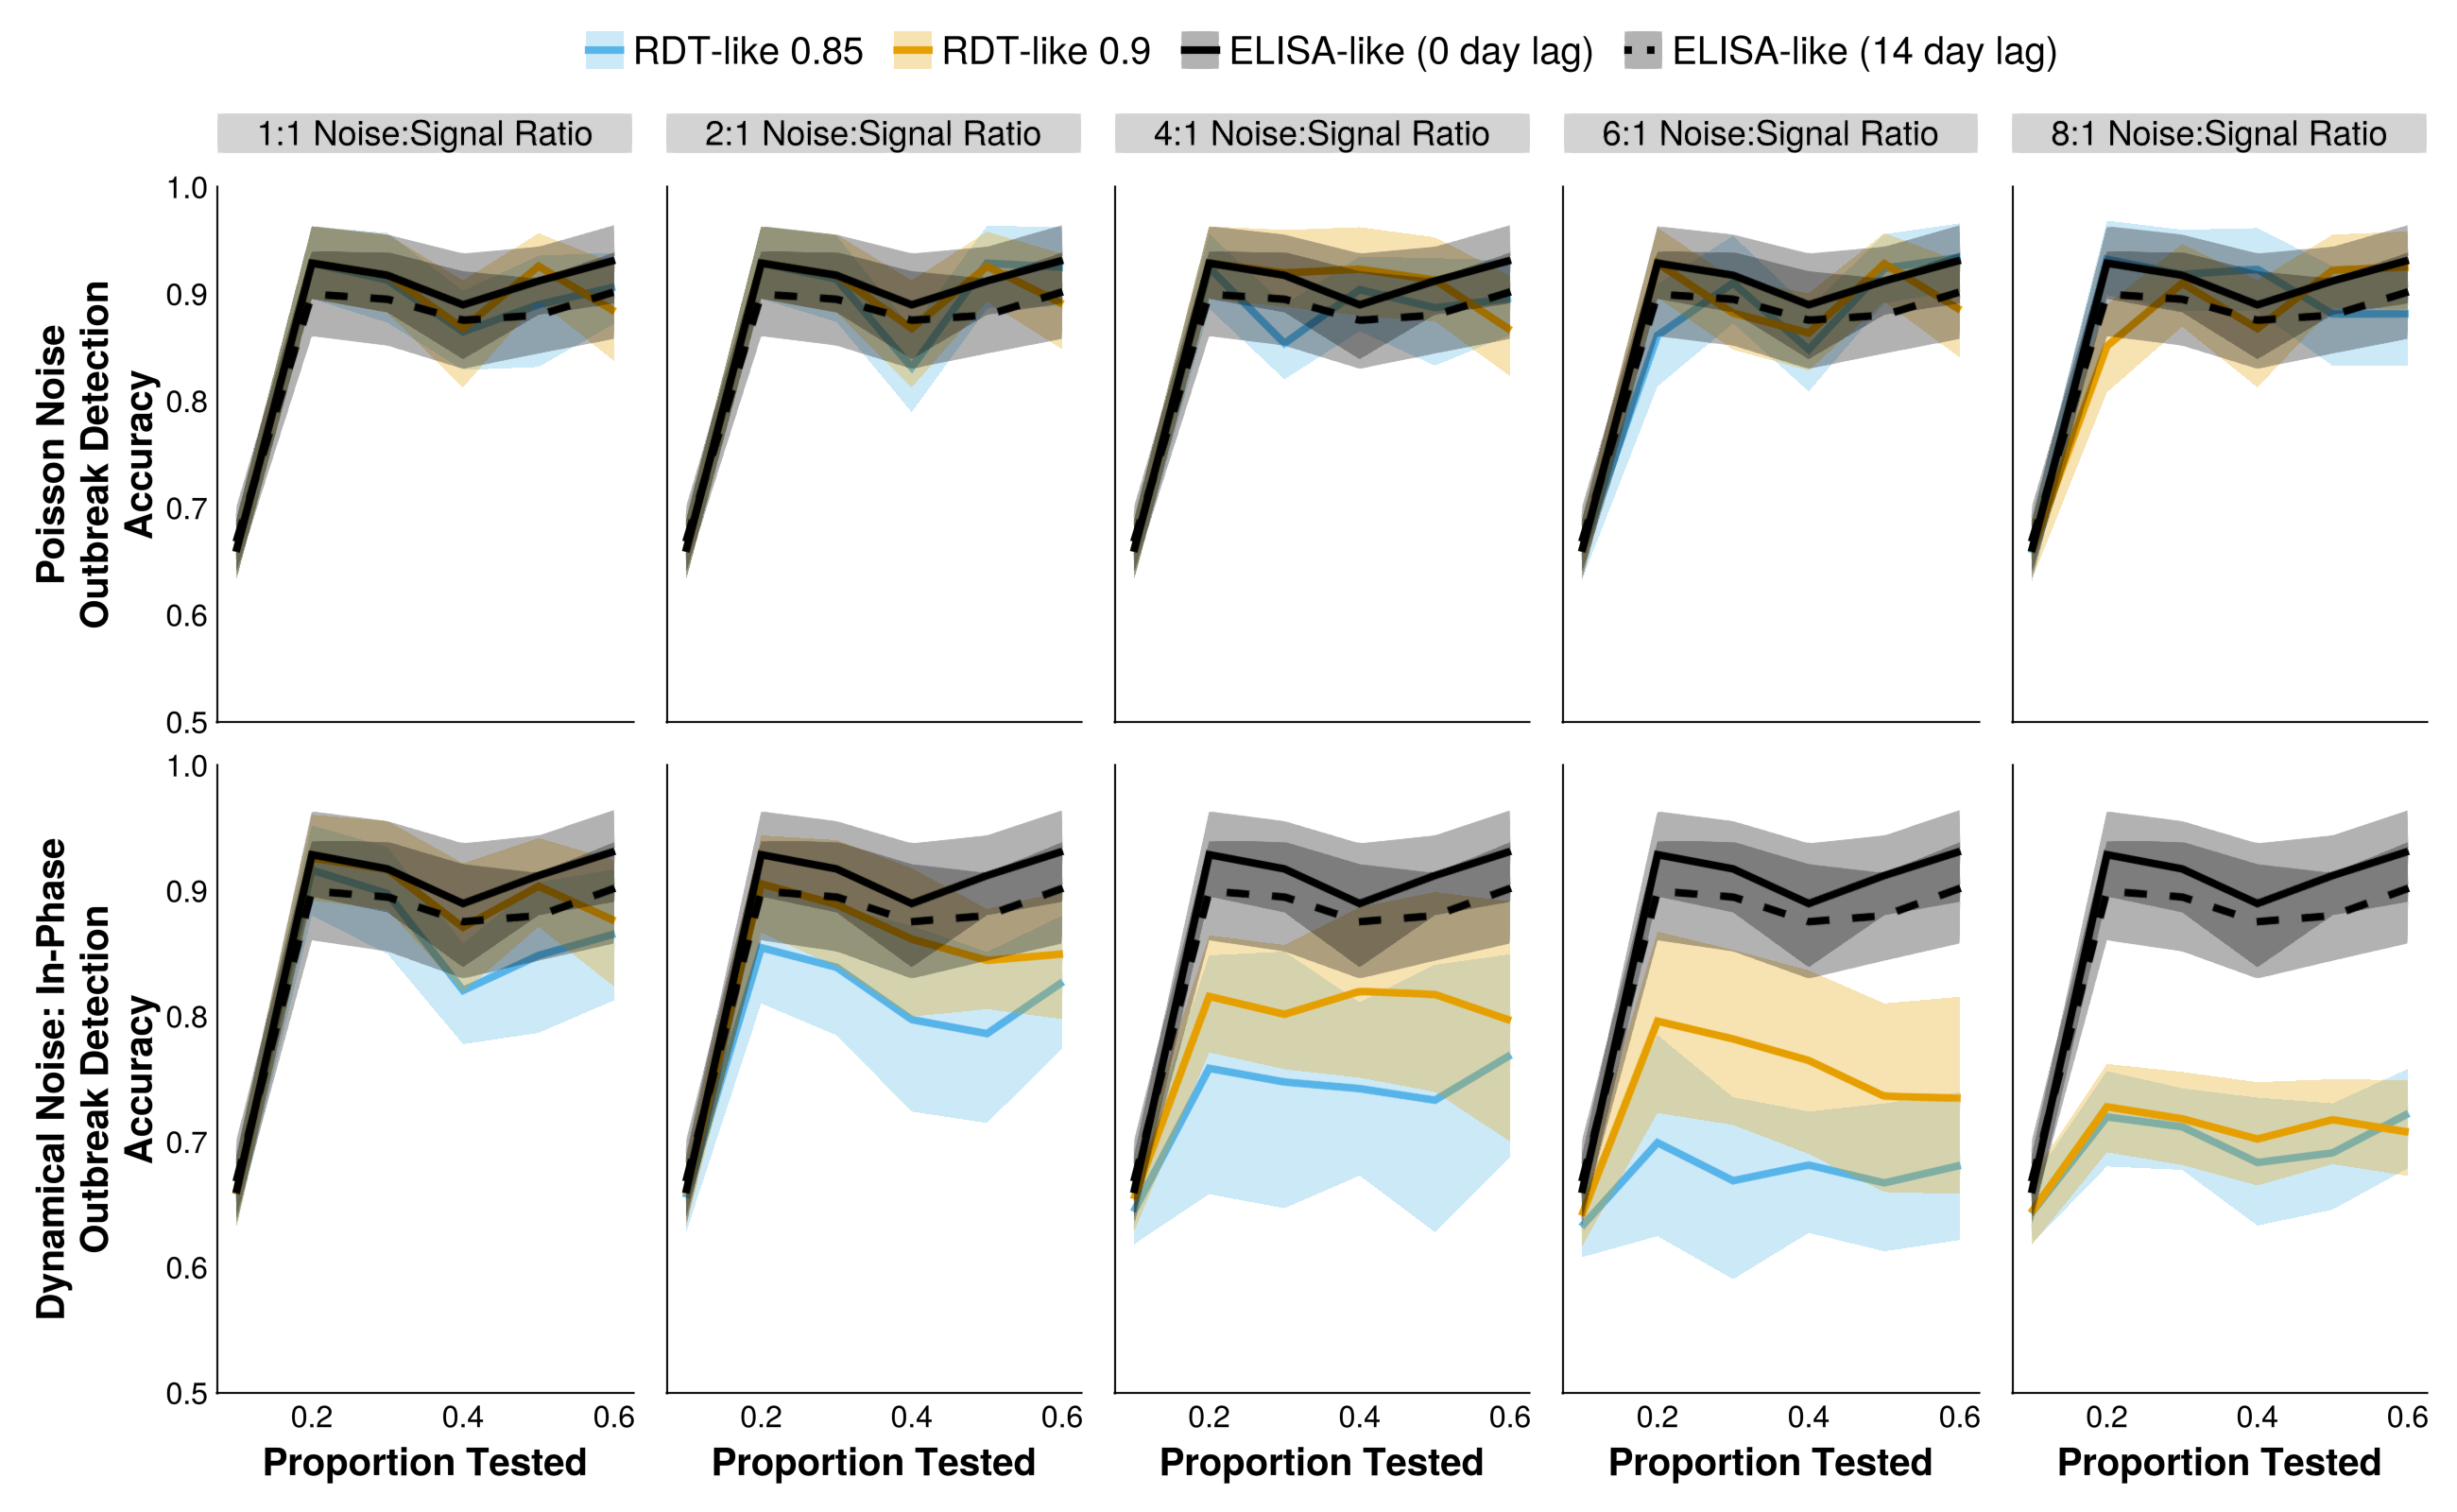 RDT-like 0.85 RDT-like 0.9 ELISA-like (0 day lag) ELISA-like (14 day lag)
1:1 Noise:Signal Ratio
2:1 Noise:Signal Ratio
4:1 Noise:Signal Ratio
6:1 Noise:Signal Ratio
8:1 Noise:Signal Ratio
Poisson Noise
Outbreak Detection
Accuracy
1.0
0.9
0.8
0.7
0.6
0.5
Dynamical Noise: In-Phase
Outbreak Detection
Accuracy
1.0
0.9
0.8
0.7
0.6
0.5
0.2 0.4 0.6
0.2 0.4 0.6
0.2 0.4 0.6
0.2 0.4 0.6
0.2 0.4 0.6
Proportion Tested
Proportion Tested
Proportion Tested
Proportion Tested
Proportion Tested